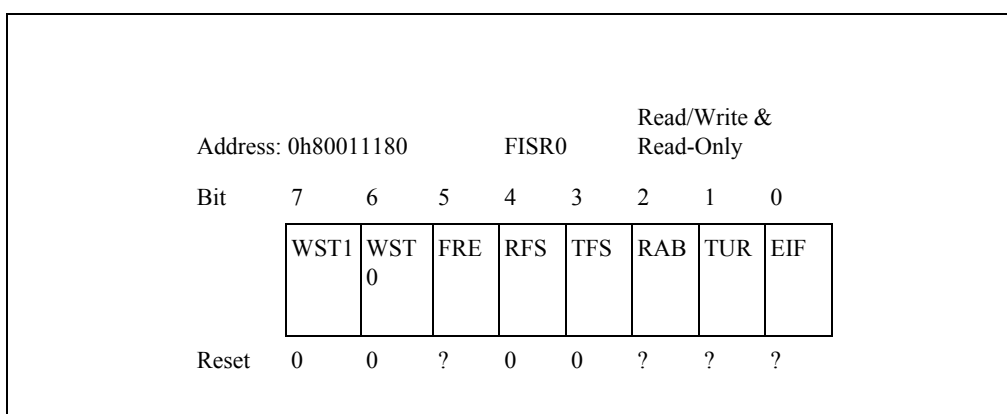 Read/Write &
Address: 0h80011180 FISR0 Read-Only
Bit 7 6 5 4 3 2 1 0
WST1 WST FRE RFS TFS RAB TUR EIF
0
Reset 0 0 ? 0 0 ? ? ?